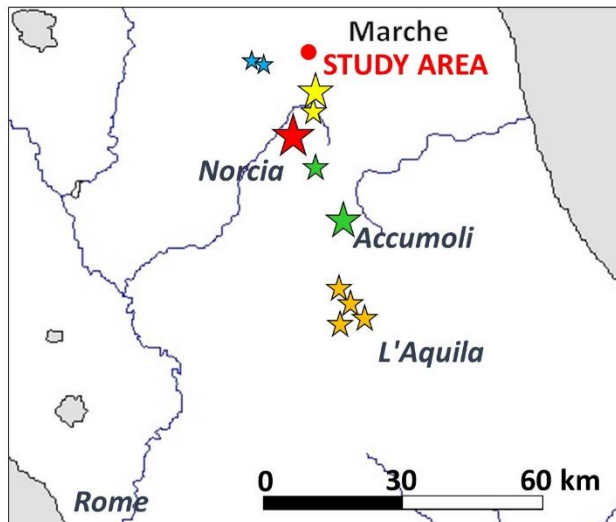 Marche
STUDY AREA
Norcia
Accumoli
L'Aquila
Rome
0 30 60 km